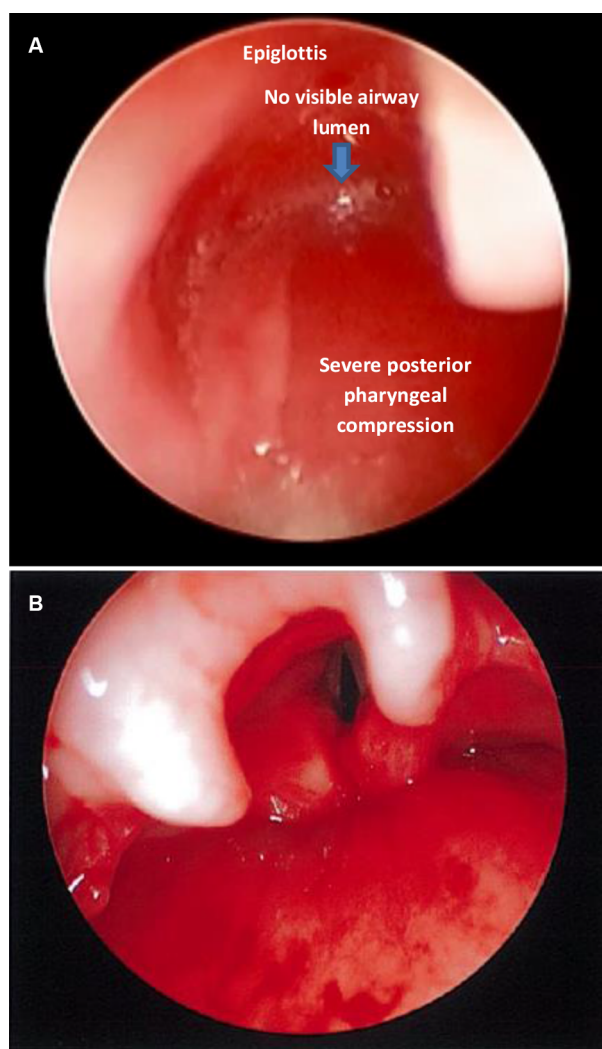 A
Epiglottis
No visible airway
lumen
Severe posterior
pharyngeal
compression
B